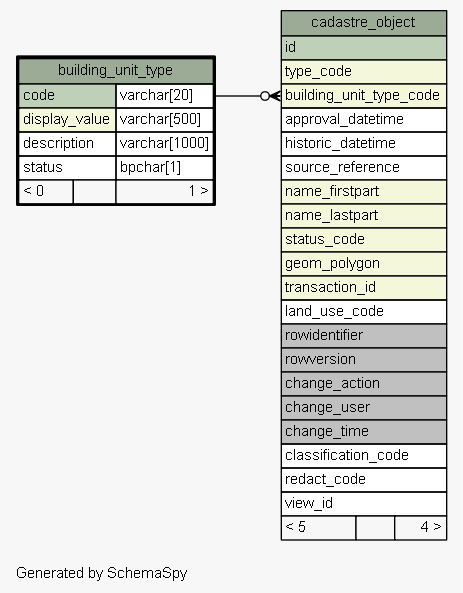 building_unit_type
code varchar[20]
display_value varchar[500]
description varchar[1000]
status bpchar[1]
< 0 1 >
cadastre_object
id
type_code
building_unit_type_code
approval_datetime
historic_datetime
source_reference
name_firstpart
name_lastpart
status_code
geom_polygon
transaction_id
land_use_code
rowidentifier
rowversion
change_action
change_user
change_time
classification_code
redact_code
view_id
< 5 4 >
Generated by SchemaSpy